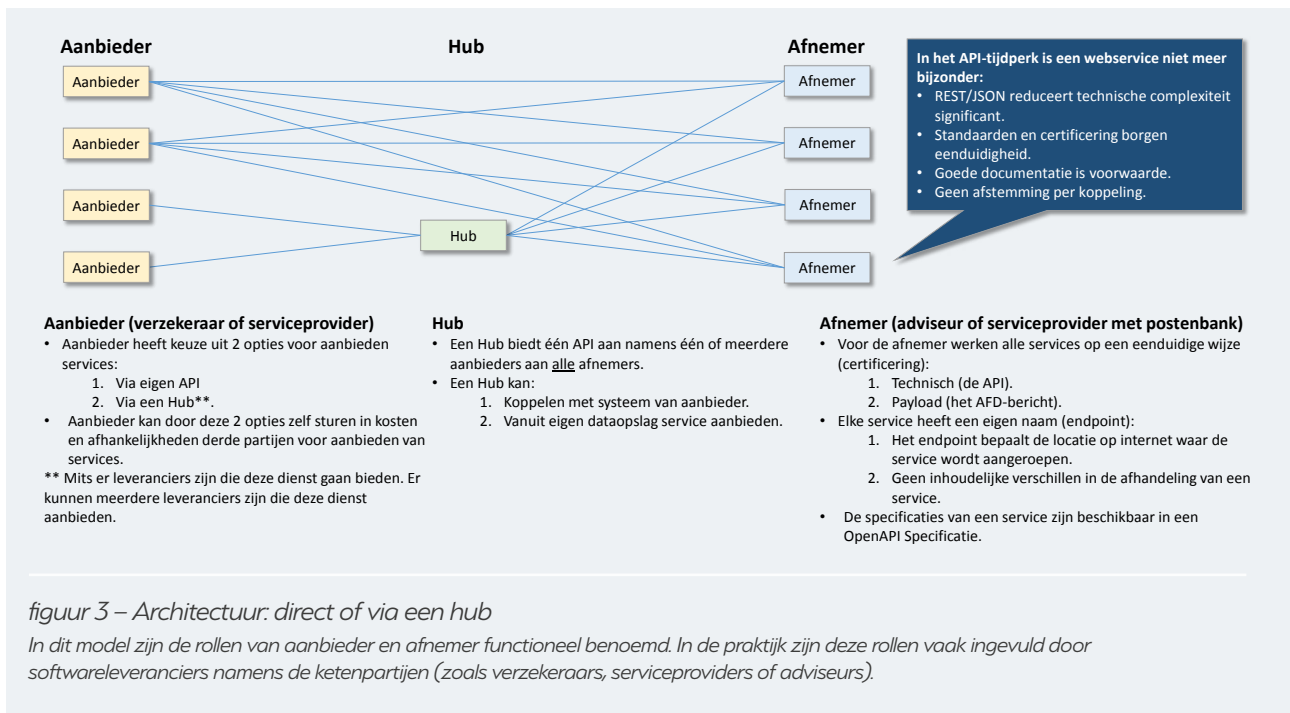 Aanbieder
Hub
Afnemer
Aanbieder
Aanbieder
Aanbieder
Aanbieder
Hub
Afnemer
Afnemer
Afnemer
Afnemer
In het API-tijdperk is een webservice niet meer
bijzonder:
• REST/JSON reduceert technische complexiteit
significant.
• Standaarden en certificering borgen
eenduidigheid.
• Goede documentatie is voorwaarde.
• Geen afstemming per koppeling.
Aanbieder (verzekeraar of serviceprovider)
• Aanbieder heeft keuze uit 2 opties voor aanbieden
services:
1. Via eigen API
2. Via een Hub**.
• Aanbieder kan door deze 2 opties zelf sturen in kosten
en afhankelijkheden derde partijen voor aanbieden van
services.
** Mits er leveranciers zijn die deze dienst gaan bieden. Er
kunnen meerdere leveranciers zijn die deze dienst
aanbieden.
Hub
• Een Hub biedt één API aan namens één of meerdere
aanbieders aan alle afnemers.
• Een Hub kan:
1. Koppelen met systeem van aanbieder.
2. Vanuit eigen dataopslag service aanbieden.
Afnemer (adviseur of serviceprovider met postenbank)
• Voor de afnemer werken alle services op een eenduidige wijze
(certificering):
1. Technisch (de API).
2. Payload (het AFD-bericht).
• Elke service heeft een eigen naam (endpoint):
1. Het endpoint bepaalt de locatie op internet waar de
service wordt aangeroepen.
2. Geen inhoudelijke verschillen in de afhandeling van een
service.
• De specificaties van een service zijn beschikbaar in een
OpenAPI Specificatie.
figuur 3 – Architectuur: direct of via een hub
In dit model zijn de rollen van aanbieder en afnemer functioneel benoemd. In de praktijk zijn deze rollen vaak ingevuld door
softwareleveranciers namens de ketenpartijen (zoals verzekeraars, serviceproviders of adviseurs).